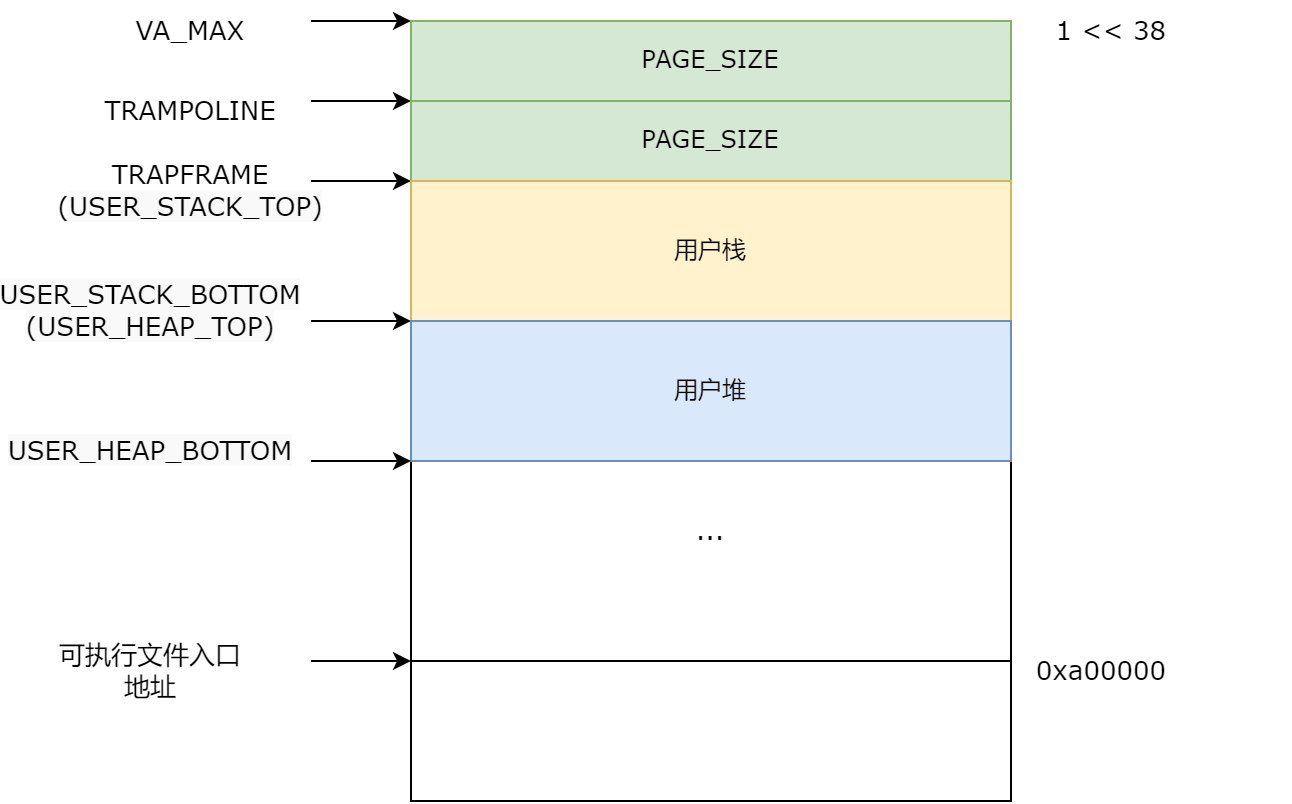 VA_MAX
1 << 38
PAGE_SIZE
TRAMPOLINE
PAGE_SIZE
TRAPFRAME
(USER_STACK_TOP)
用户栈
USER_STACK_BOTTOM
(USER_HEAP_TOP)
用户堆
USER_HEAP_BOTTOM
...
可执行文件入口
地址
0xa00000